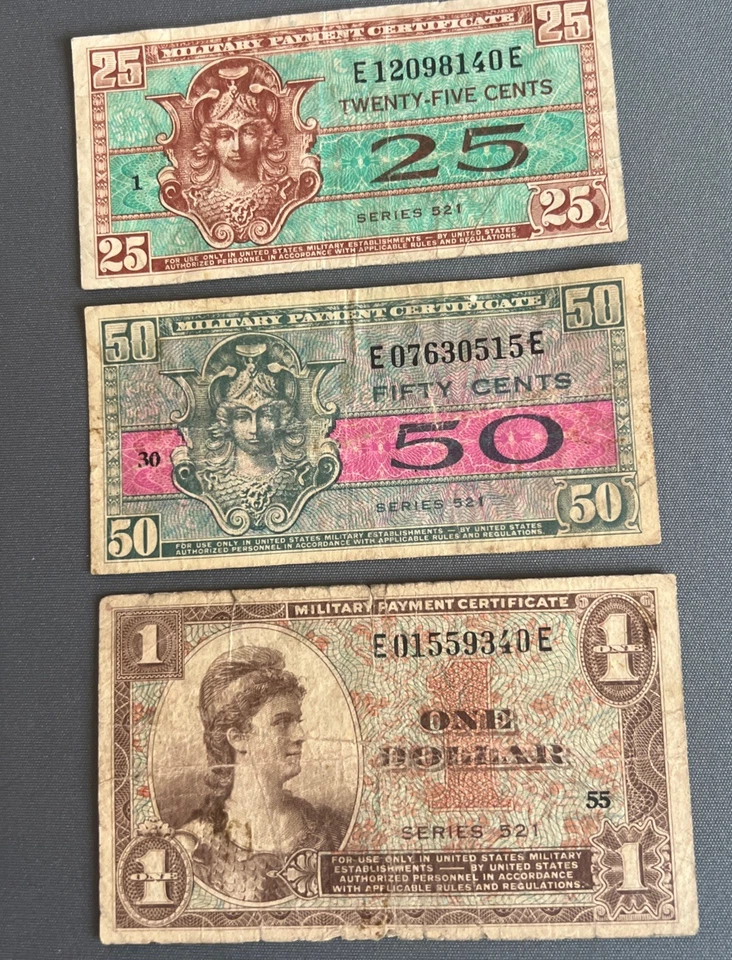 25 MILITARY PAYMENT CERTIFICATE 25
E12098140E
TWENTY-FIVE CENTS
25
1
SERIES 521
25 25
FOR USE ONLY IN UNITED STATES MILITARY ESTABLISHMENTS — BY UNITED STATES
AUTHORIZED PERSONNEL IN ACCORDANCE WITH APPLICABLE RULES AND REGULATIONS.
50 MILITARY PAYMENT CERTIFICATE 50
E07630515E
FIFTY CENTS
50
30
SERIES 521
50 50
FOR USE ONLY IN UNITED STATES MILITARY ESTABLISHMENTS — BY UNITED STATES
AUTHORIZED PERSONNEL IN ACCORDANCE WITH APPLICABLE RULES AND REGULATIONS.
MILITARY PAYMENT CERTIFICATE
1 1
ONE
E01559340E
1
ONE
DOLLAR
55
SERIES 521
FOR USE ONLY IN UNITED STATES MILITARY
ESTABLISHMENTS — BY UNITED STATES
AUTHORIZED PERSONNEL IN ACCORDANCE
WITH APPLICABLE RULES AND REGULATIONS.
1 1
ONE